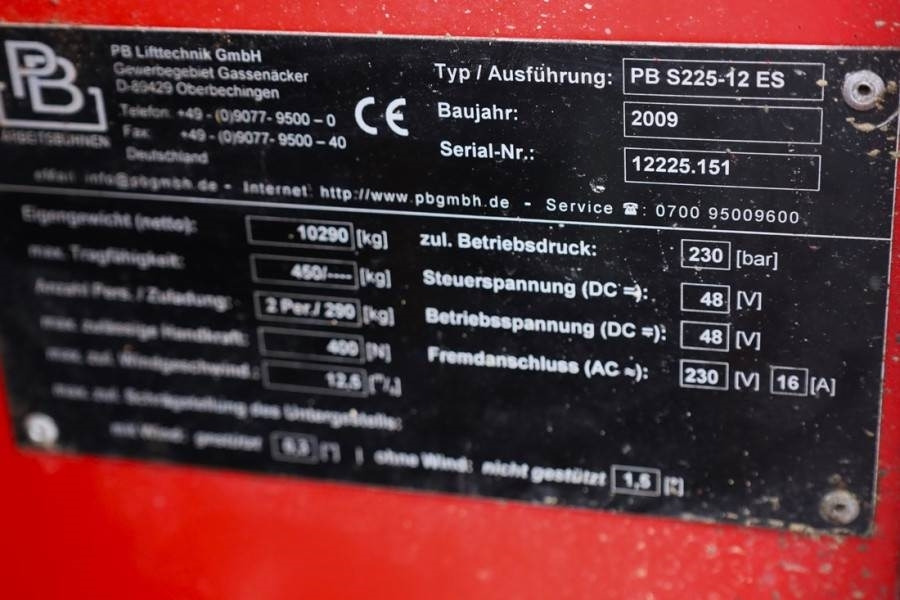 PB
ARBEITSBÜHNEN
PB Lifttechnik GmbH
Gewerbegebiet Gassenäcker
D-89429 Oberbechingen
Telefon: +49 - (0)9077- 9500 – 0
Fax: +49 - (0)9077- 9500 – 40
Deutschland
CE
Typ / Ausführung: PB S225-12 ES
Baujahr: 2009
Serial-Nr.: 12225.151
eMail: info@pbgmbh.de - Internet: http://www.pbgmbh.de - Service ☎: 0700 95009600
Eigengewicht (netto): 10290 [kg]
max. Tragfähigkeit: 450/---- [kg]
Anzahl Pers. / Zuladung: 2 Per./ 290 [kg]
max. zulässige Handkraft: 400 [N]
max. zul. Windgeschwind.: 12,5 [m/s]
max. zul. Schrägstellung des Untergestells:
mit Wind: gestützt 0,3 [°] | ohne Wind: nicht gestützt 1,5 [°]
zul. Betriebsdruck: 230 [bar]
Steuerspannung (DC =): 48 [V]
Betriebsspannung (DC =): 48 [V]
Fremdanschluss (AC ~): 230 [V] 16 [A]